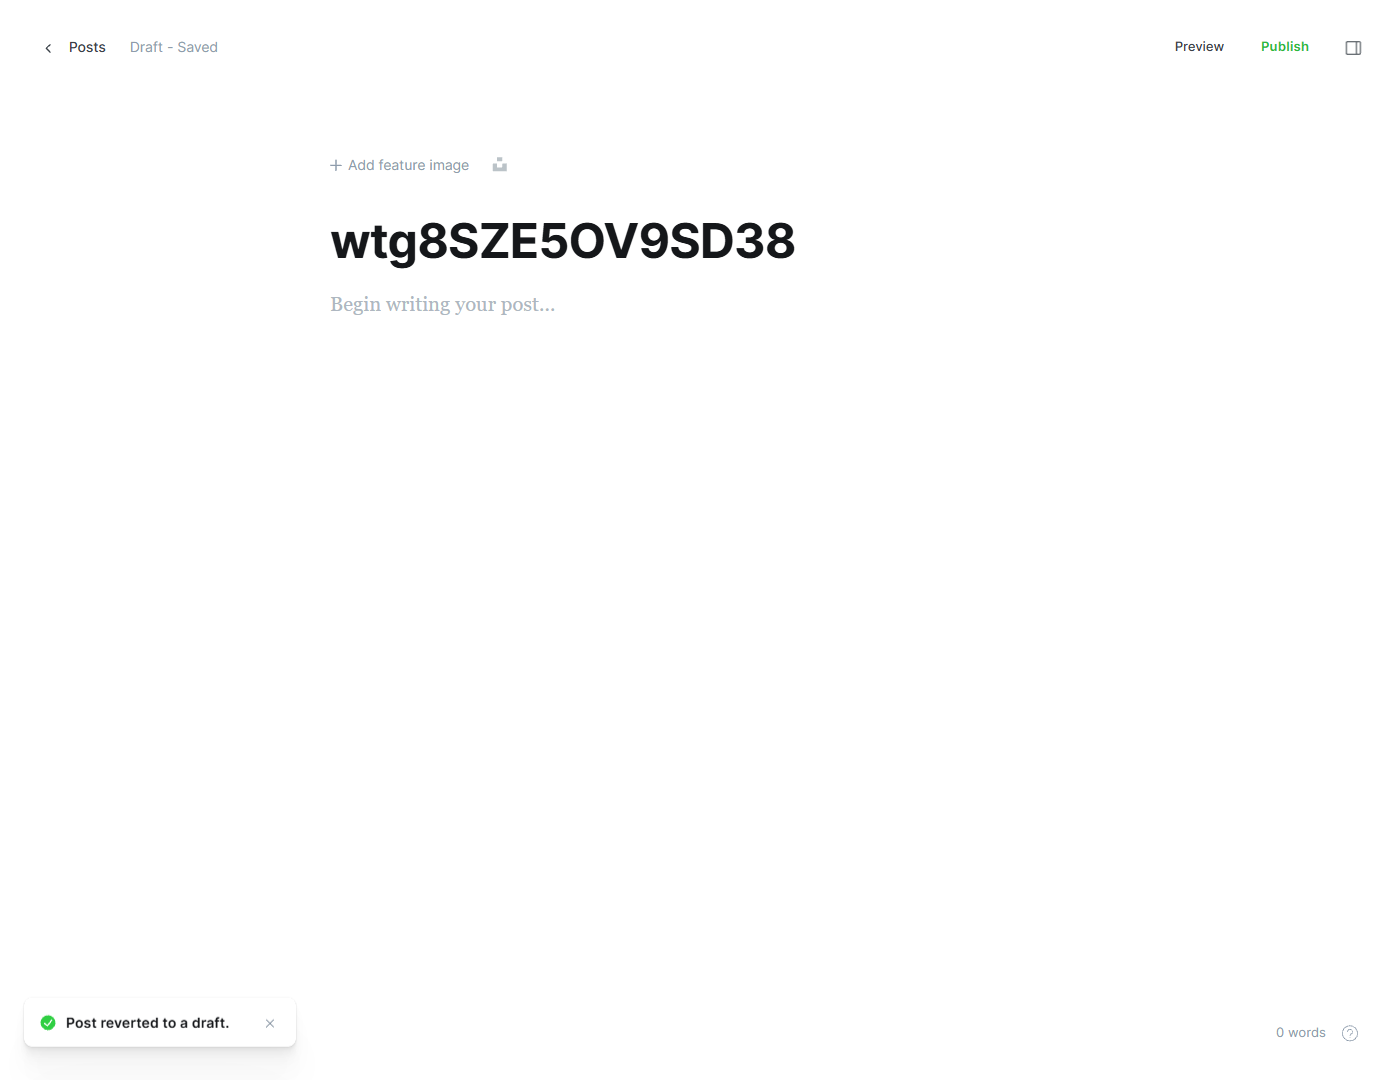 Posts Draft - Saved Preview Publish
Add feature image
wtg8SZE5OV9SD38
Begin writing your post...
Post reverted to a draft.
0 words